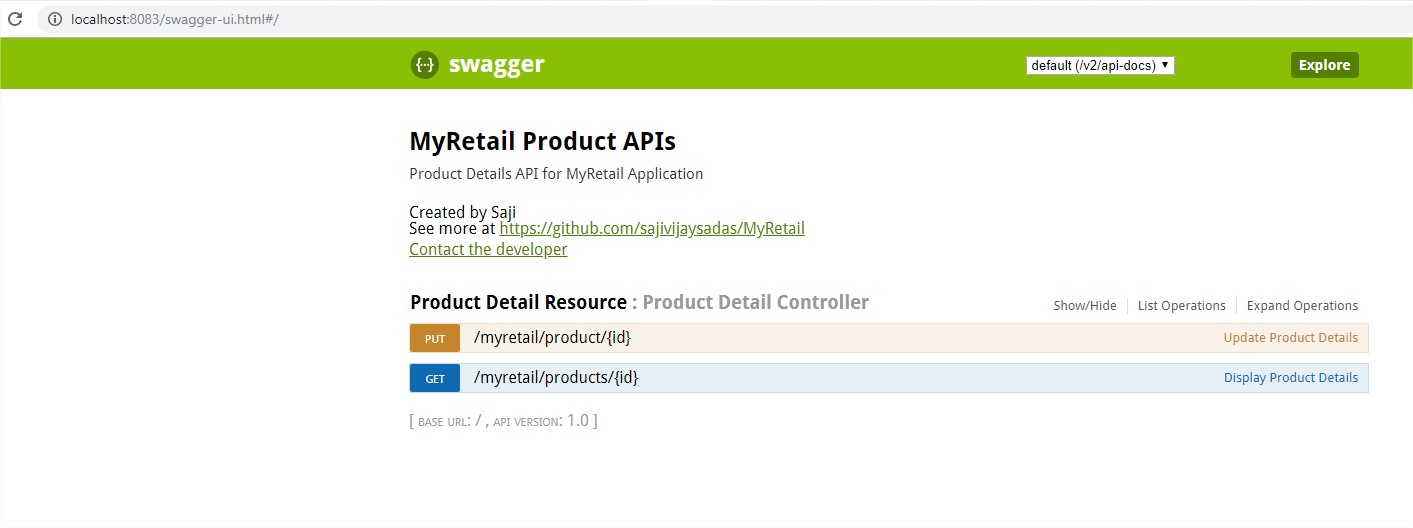 localhost:8083/swagger-ui.html#/
{··} swagger default (/v2/api-docs) Explore
MyRetail Product APIs
Product Details API for MyRetail Application
Created by Saji
See more at https://github.com/sajivijaysadas/MyRetail
Contact the developer
Product Detail Resource : Product Detail Controller Show/Hide List Operations Expand Operations
PUT /myretail/product/{id} Update Product Details
GET /myretail/products/{id} Display Product Details
[ BASE URL: / , API VERSION: 1.0 ]